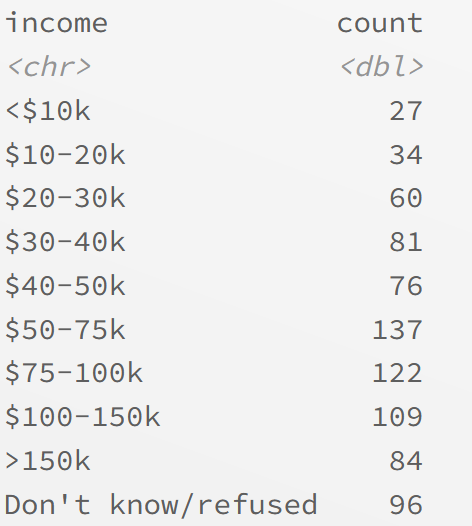 income count
<chr> <dbl>
<$10k 27
$10-20k 34
$20-30k 60
$30-40k 81
$40-50k 76
$50-75k 137
$75-100k 122
$100-150k 109
>150k 84
Don't know/refused 96